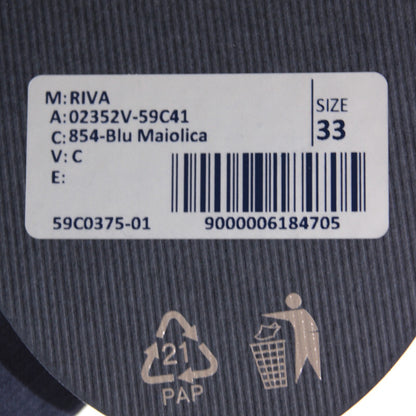 M: RIVA
A: 02352V-59C41
C: 854-Blu Maiolica
V: C
E:
SIZE
33
59C0375-01
9000006184705
21
PAP